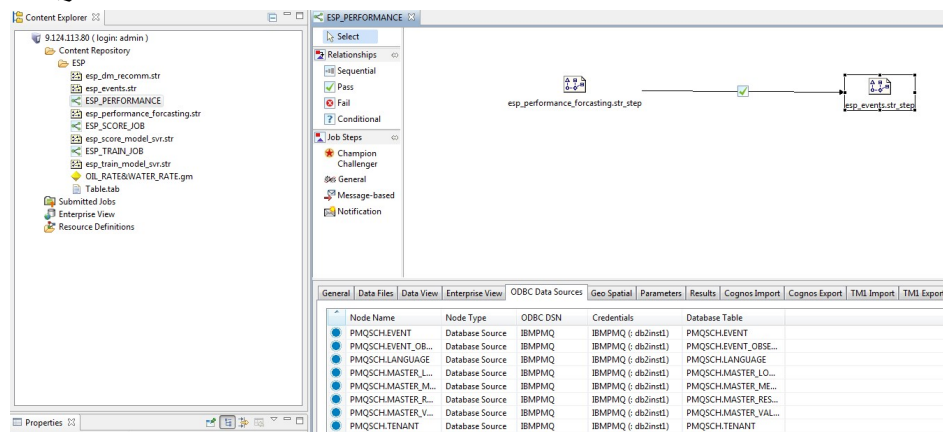 Content Explorer
9.124.113.80 ( login: admin )
Content Repository
ESP
esp_dm_recomm.str
esp_events.str
ESP_PERFORMANCE
esp_performance_forcasting.str
ESP_SCORE_JOB
esp_score_model_svr.str
ESP_TRAIN_JOB
esp_train_model_svr.str
OIL_RATE&WATER_RATE.gm
Table.tab
Submitted Jobs
Enterprise View
Resource Definitions
Properties
ESP_PERFORMANCE
Select
Relationships
Sequential
Pass
Fail
Conditional
Job Steps
Champion
Challenger
General
Message-based
Notification
esp_performance_forcasting.str_step
esp_events.str_step
General Data Files Data View Enterprise View ODBC Data Sources Geo Spatial Parameters Results Cognos Import Cognos Export TM1 Import TM1 Export
Node Name Node Type ODBC DSN Credentials Database Table
PMQSCH.EVENT Database Source IBMPMQ IBMPMQ (: db2inst1) PMQSCH.EVENT
PMQSCH.EVENT_OB... Database Source IBMPMQ IBMPMQ (: db2inst1) PMQSCH.EVENT_OBSE...
PMQSCH.LANGUAGE Database Source IBMPMQ IBMPMQ (: db2inst1) PMQSCH.LANGUAGE
PMQSCH.MASTER_L... Database Source IBMPMQ IBMPMQ (: db2inst1) PMQSCH.MASTER_LO...
PMQSCH.MASTER_M... Database Source IBMPMQ IBMPMQ (: db2inst1) PMQSCH.MASTER_ME...
PMQSCH.MASTER_R... Database Source IBMPMQ IBMPMQ (: db2inst1) PMQSCH.MASTER_RES...
PMQSCH.MASTER_V... Database Source IBMPMQ IBMPMQ (: db2inst1) PMQSCH.MASTER_VAL...
PMQSCH.TENANT Database Source IBMPMQ IBMPMQ (: db2inst1) PMQSCH.TENANT